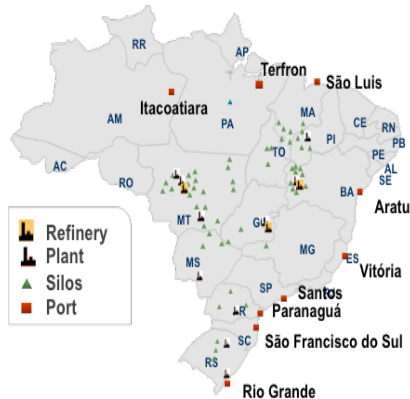 RR
AP
Terfron
São Luis
Itacoatiara
MA
CE
RN
AM
PA
PI
PB
TO
PE
AL
SE
AC
RO
BA
Aratu
MT
MG
Refinery
Plant
Silos
Port
MS
ES
Vitória
SP
Santos
Paranaguá
SC
São Francisco do Sul
RS
Rio Grande